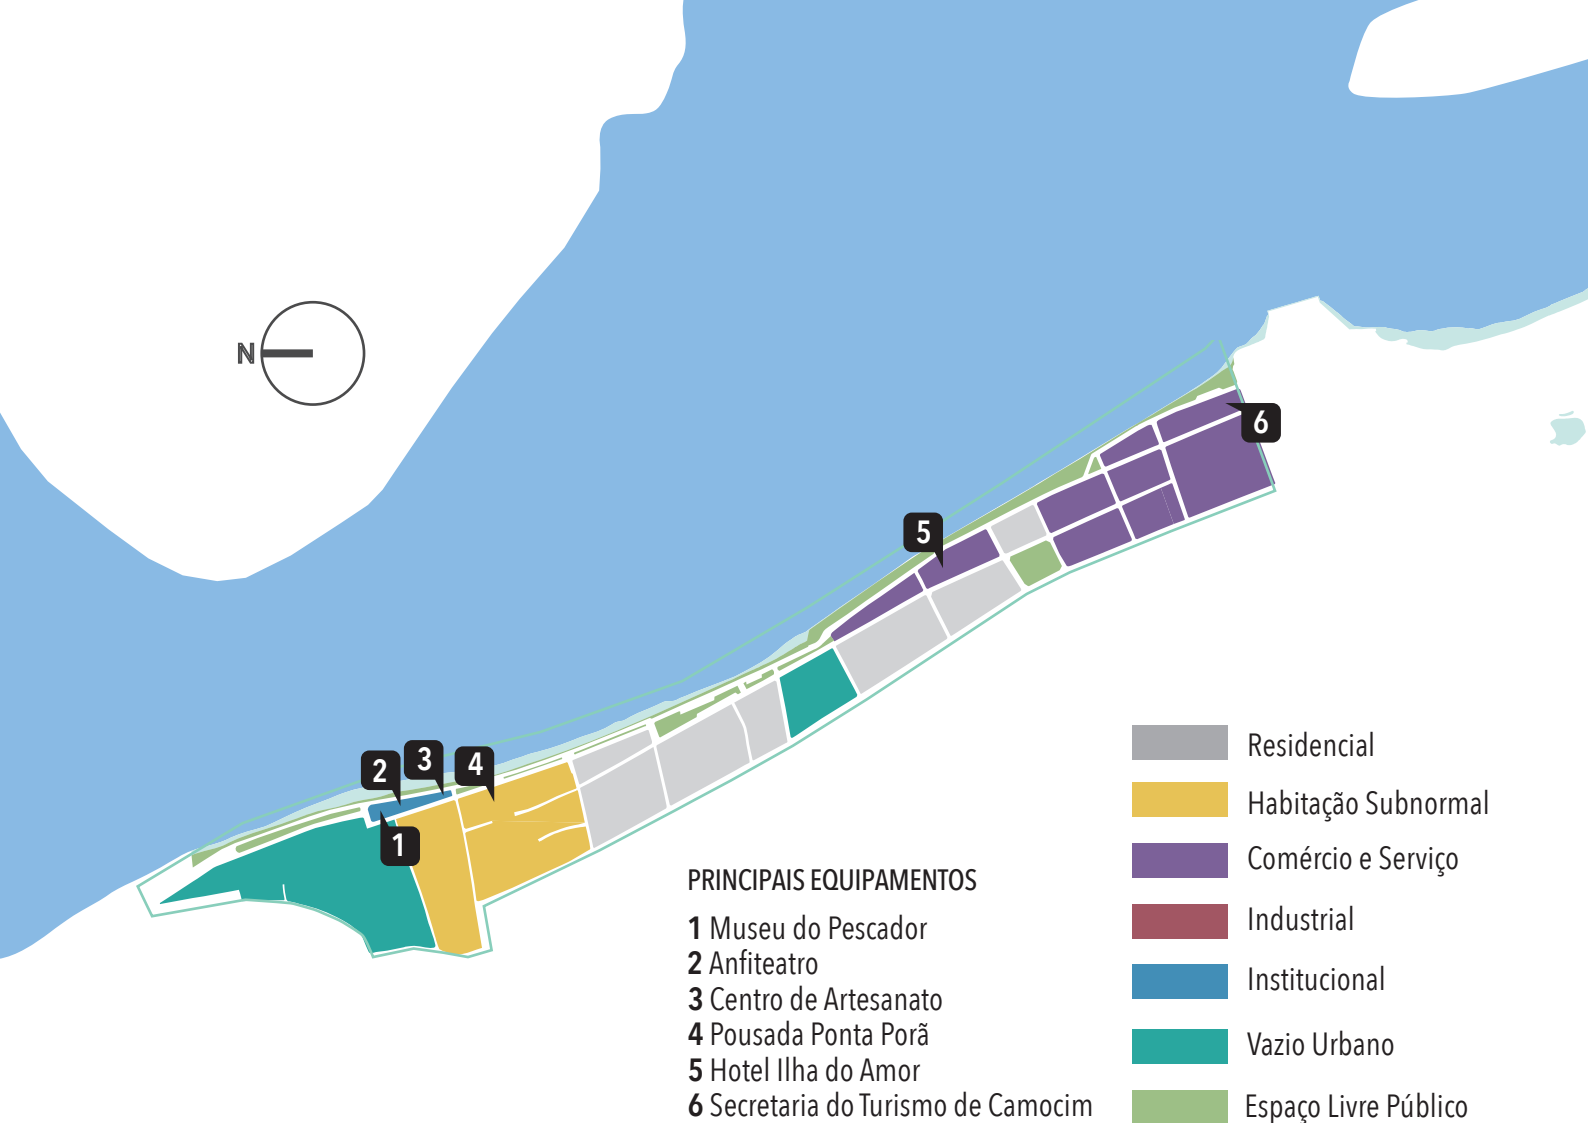 N
6
5
2
3
4
1
PRINCIPAIS EQUIPAMENTOS
1 Museu do Pescador
2 Anfiteatro
3 Centro de Artesanato
4 Pousada Ponta Porã
5 Hotel Ilha do Amor
6 Secretaria do Turismo de Camocim
Residencial
Habitação Subnormal
Comércio e Serviço
Industrial
Institucional
Vazio Urbano
Espaço Livre Público